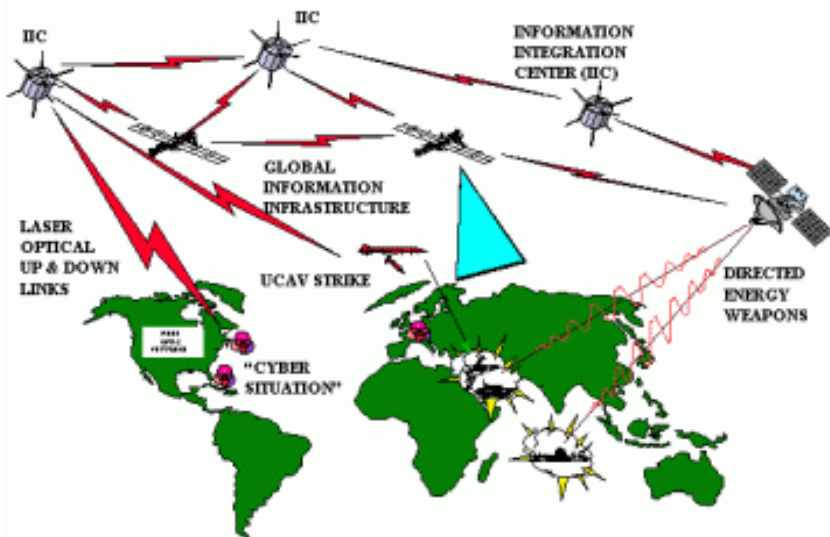 IIC
IIC
INFORMATION
INTEGRATION
CENTER (IIC)
GLOBAL
INFORMATION
INFRASTRUCTURE
LASER
OPTICAL
UP & DOWN
LINKS
UCAV STRIKE
DIRECTED
ENERGY
WEAPONS
"CYBER
SITUATION"